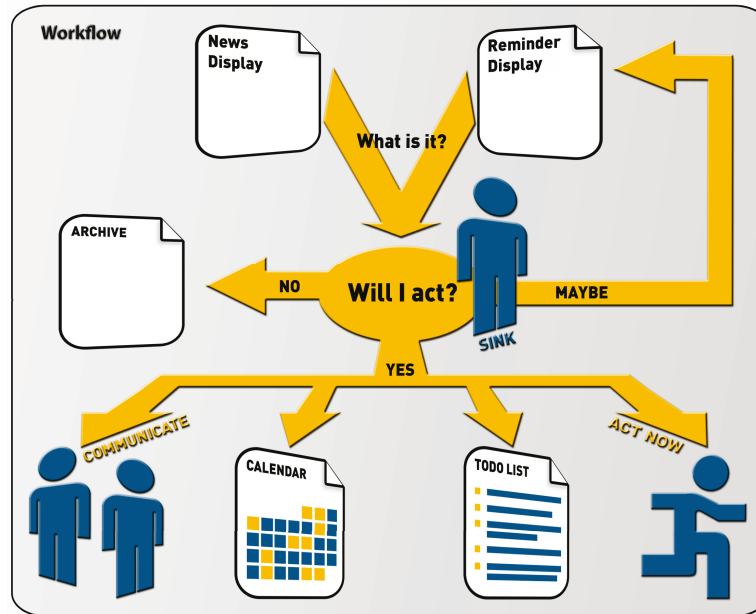 Workflow
News
Display
Reminder
Display
What is it?
ARCHIVE
NO
Will I act?
MAYBE
SINK
YES
COMMUNICATE
CALENDAR
TODO LIST
ACT NOW